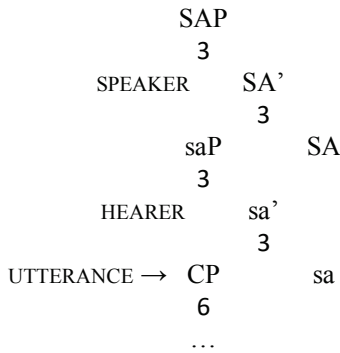 SAP
3
SPEAKER SA’
3
saP SA
3
HEARER sa’
3
UTTERANCE → CP sa
6
…